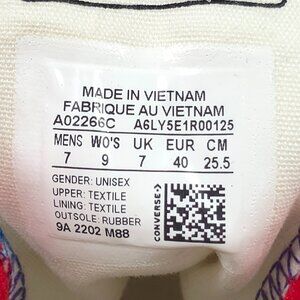 MADE IN VIETNAM
FABRIQUE AU VIETNAM
A02266C A6LY5E1R00125
MENS WO'S UK EUR CM
7 9 7 40 25.5
GENDER: UNISEX
UPPER: TEXTILE
LINING: TEXTILE
OUTSOLE: RUBBER
9A 2202 M88
CONVERSE